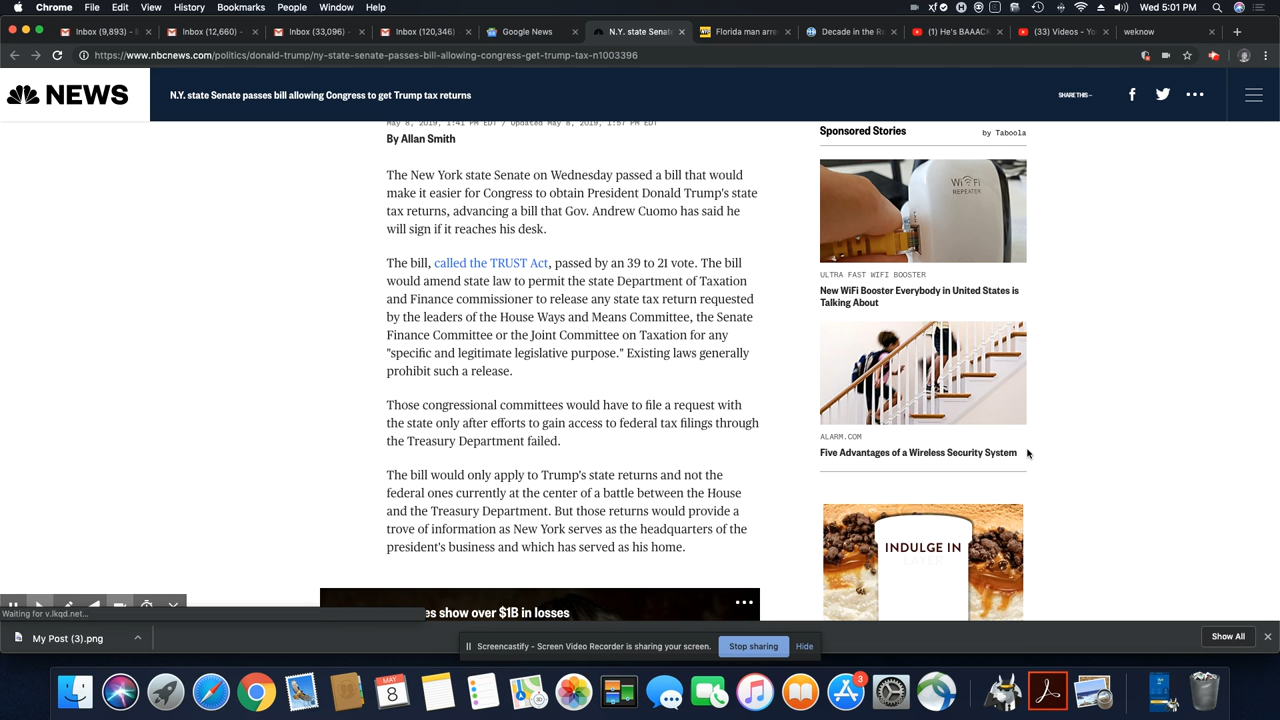 Chrome File Edit View History Bookmarks People Window Help
Wed 5:01 PM
Inbox (9,893) -
Inbox (12,660) -
Inbox (33,096) -
Inbox (120,346)
Google News
N.Y. state Senat
Florida man arre
Decade in the R
(1) He's BAAACK
(33) Videos - Yo
weknow
https://www.nbcnews.com/politics/donald-trump/ny-state-senate-passes-bill-allowing-congress-get-trump-tax-n1003396
NEWS
N.Y. state Senate passes bill allowing Congress to get Trump tax returns
SHARE THIS —
May 8, 2019, 1:41 PM EDT / Updated May 8, 2019, 1:57 PM EDT
By Allan Smith
The New York state Senate on Wednesday passed a bill that would
make it easier for Congress to obtain President Donald Trump's state
tax returns, advancing a bill that Gov. Andrew Cuomo has said he
will sign if it reaches his desk.
The bill, called the TRUST Act, passed by an 39 to 21 vote. The bill
would amend state law to permit the state Department of Taxation
and Finance commissioner to release any state tax return requested
by the leaders of the House Ways and Means Committee, the Senate
Finance Committee or the Joint Committee on Taxation for any
"specific and legitimate legislative purpose." Existing laws generally
prohibit such a release.
Those congressional committees would have to file a request with
the state only after efforts to gain access to federal tax filings through
the Treasury Department failed.
The bill would only apply to Trump's state returns and not the
federal ones currently at the center of a battle between the House
and the Treasury Department. But those returns would provide a
trove of information as New York serves as the headquarters of the
president's business and which has served as his home.
es show over $1B in losses
Sponsored Stories
by Taboola
WiFi
REPEATER
ULTRA FAST WIFI BOOSTER
New WiFi Booster Everybody in United States is
Talking About
ALARM.COM
Five Advantages of a Wireless Security System
INDULGE IN
Waiting for v.lkqd.net...
My Post (3).png
Show All
Screencastify - Screen Video Recorder is sharing your screen.
Stop sharing
Hide
MAY
8
3D
3